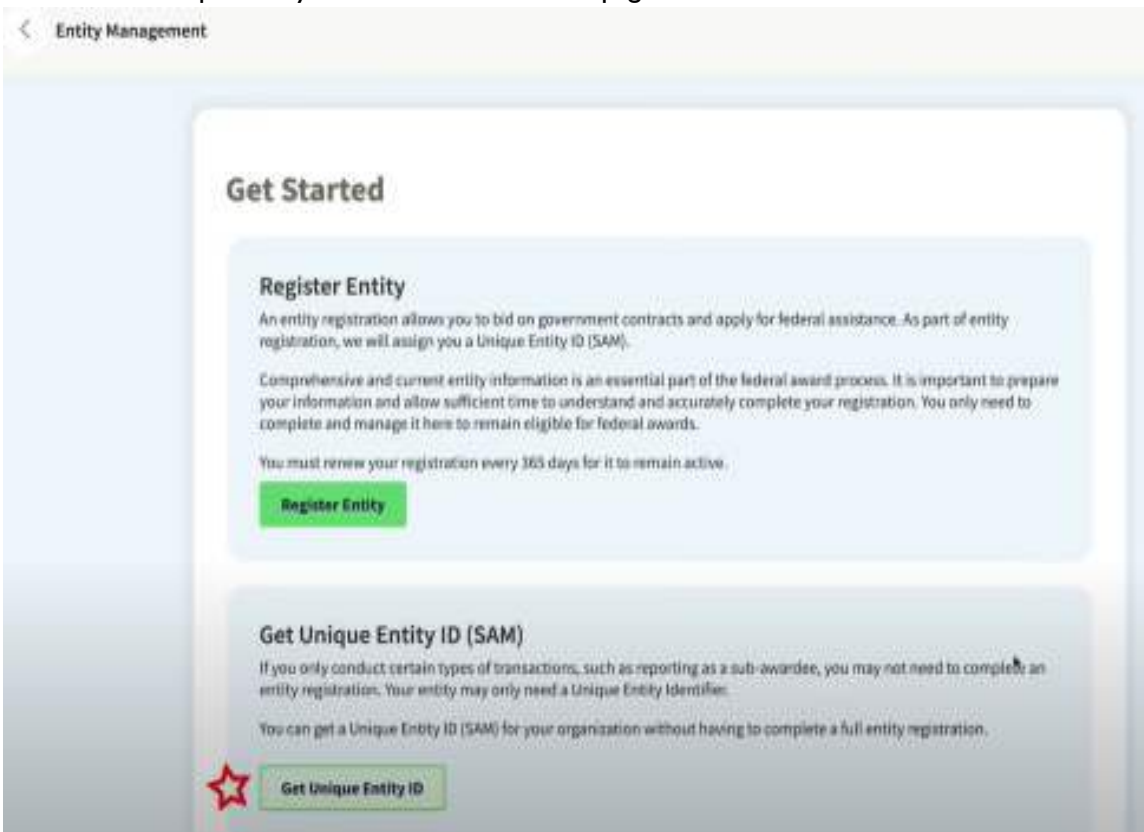 Entity Management
Get Started
Register Entity
An entity registration allows you to bid on government contracts and apply for federal assistance. As part of entity
registration, we will assign you a Unique Entity ID (SAM).
Comprehensive and current entity information is an essential part of the federal award process. It is important to prepare
your information and allow sufficient time to understand and accurately complete your registration. You only need to
complete and manage it here to remain eligible for federal awards.
You must renew your registration every 365 days for it to remain active.
Register Entity
Get Unique Entity ID (SAM)
If you only conduct certain types of transactions, such as reporting as a sub-awardee, you may not need to complete an
entity registration. Your entity may only need a Unique Entity Identifier.
You can get a Unique Entity ID (SAM) for your organization without having to complete a full entity registration.
Get Unique Entity ID